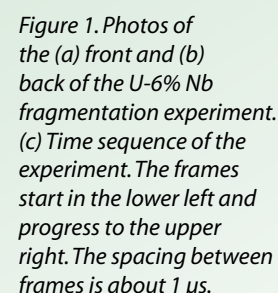 Figure 1. Photos of
the (a) front and (b)
back of the U-6% Nb
fragmentation experiment.
(c) Time sequence of the
experiment. The frames
start in the lower left and
progress to the upper
right. The spacing between
frames is about 1 µs.